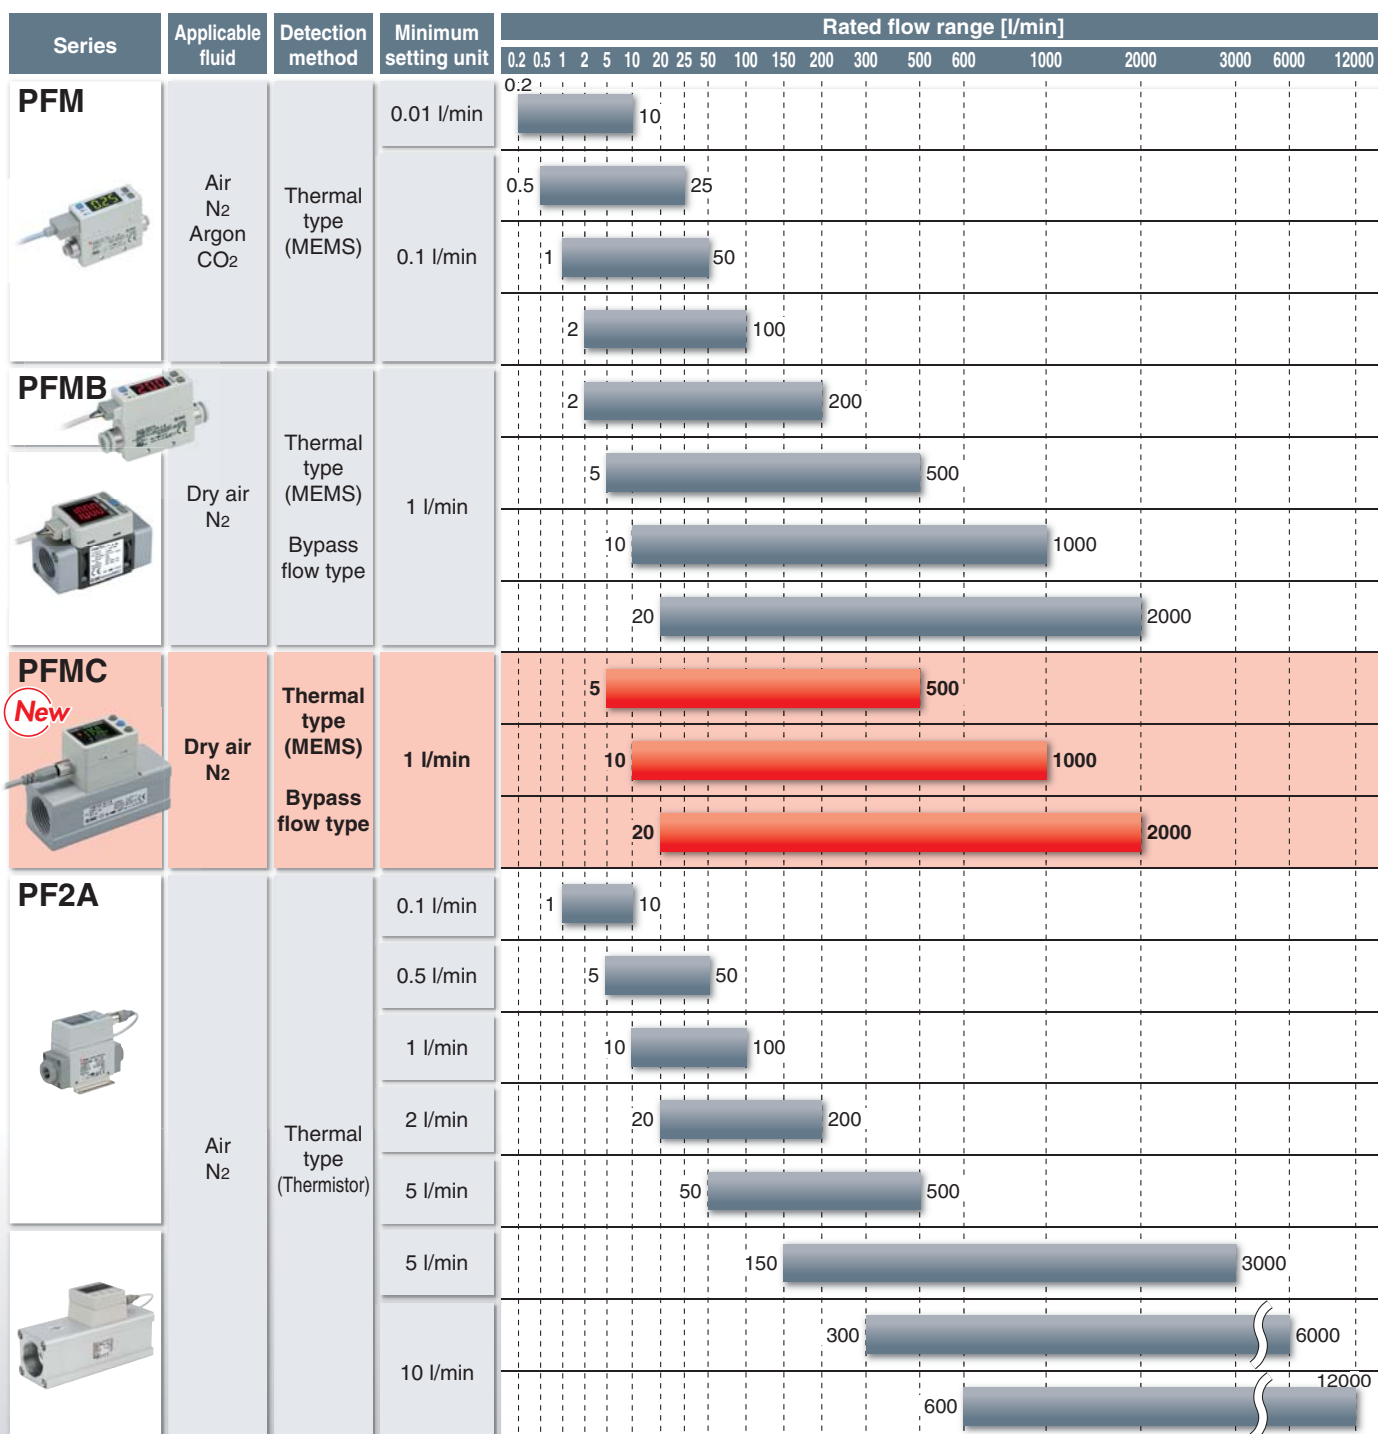 Series
Applicable
fluid
Detection
method
Minimum
setting unit
Rated flow range [l/min]
0.2 0.5 1 2 5 10 20 25 50 100 150 200 300 500 600 1000 2000 3000 6000 12000
PFM
Air
N2
Argon
CO2
Thermal
type
(MEMS)
0.01 l/min
0.2
10
0.1 l/min
0.5 25
1 50
2 100
PFMB
Dry air
N2
Thermal
type
(MEMS)
Bypass
flow type
1 l/min
2 200
5 500
10 1000
20 2000
PFMC
New
Dry air
N2
Thermal
type
(MEMS)
Bypass
flow type
1 l/min
5 500
10 1000
20 2000
PF2A
Air
N2
Thermal
type
(Thermistor)
0.1 l/min
1 10
0.5 l/min
5 50
1 l/min
10 100
2 l/min
20 200
5 l/min
50 500
5 l/min
150 3000
10 l/min
300 6000
600 12000